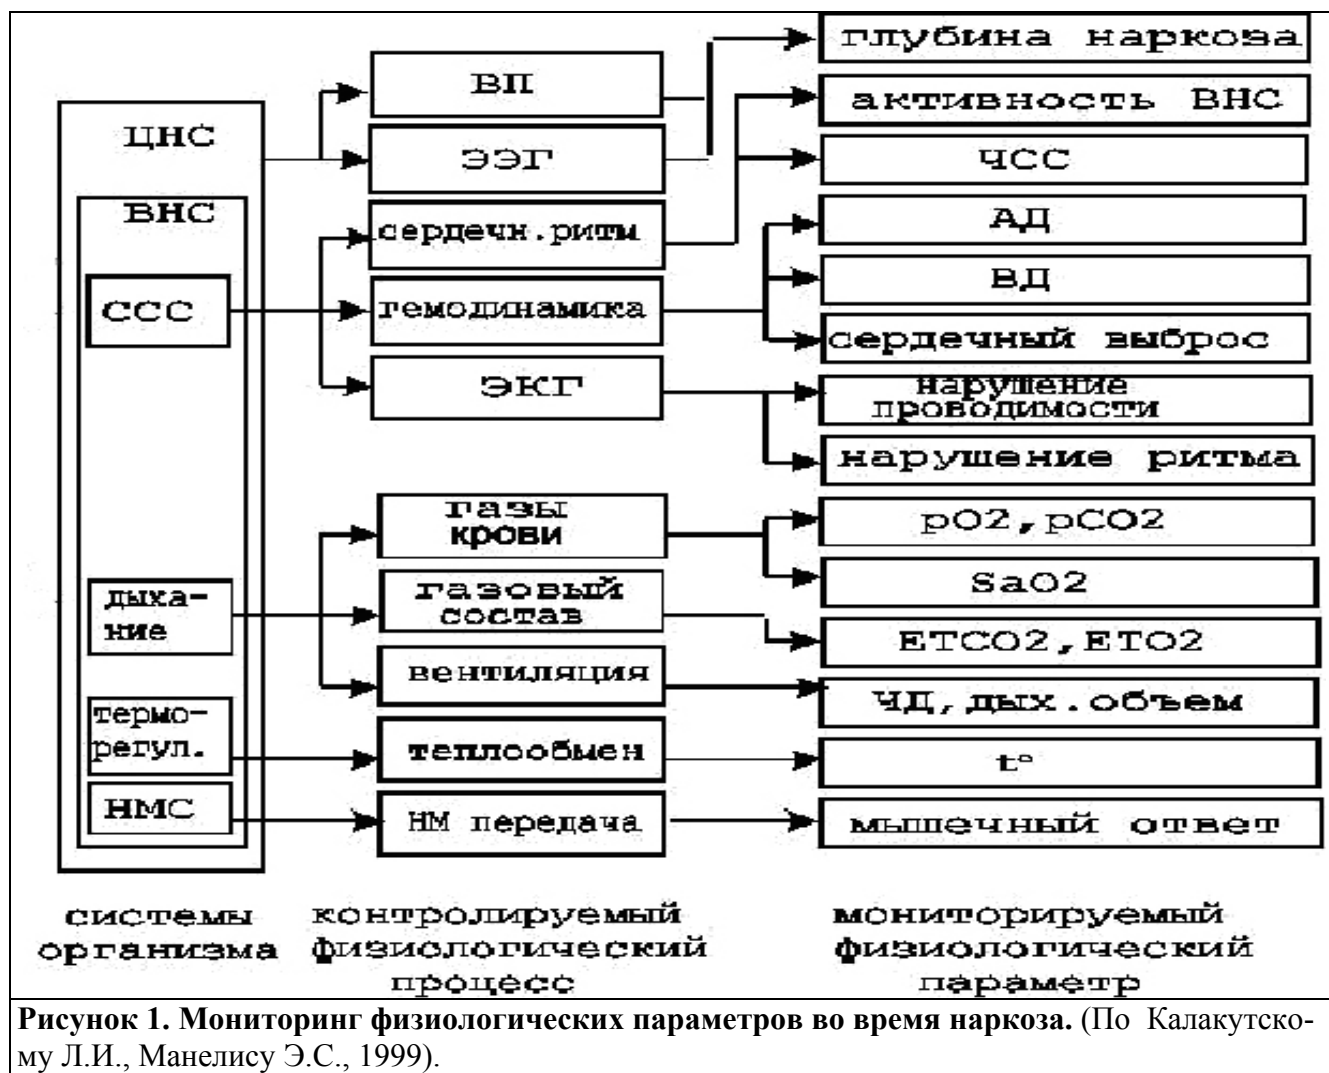 ЦНС
ВНС
ССС
дыха-
ние
термо-
регул.
НМС
системы
организма
ВП
ЭЭГ
сердечн.ритм
гемодинамика
ЭКГ
газы
крови
газовый
состав
вентиляция
теплообмен
НМ передача
контролируемый
физиологический
процесс
глубина наркоза
активность ВНС
ЧСС
АД
ВД
сердечный выброс
нарушение
проводимости
нарушение ритма
pO2,pCO2
SaO2
ETCO2,ETO2
ЧД,дых.объем
t°
мышечный ответ
мониторируемый
физиологический
параметр
Рисунок 1. Мониторинг физиологических параметров во время наркоза. (По Калакутско-
му Л.И., Манелису Э.С., 1999).